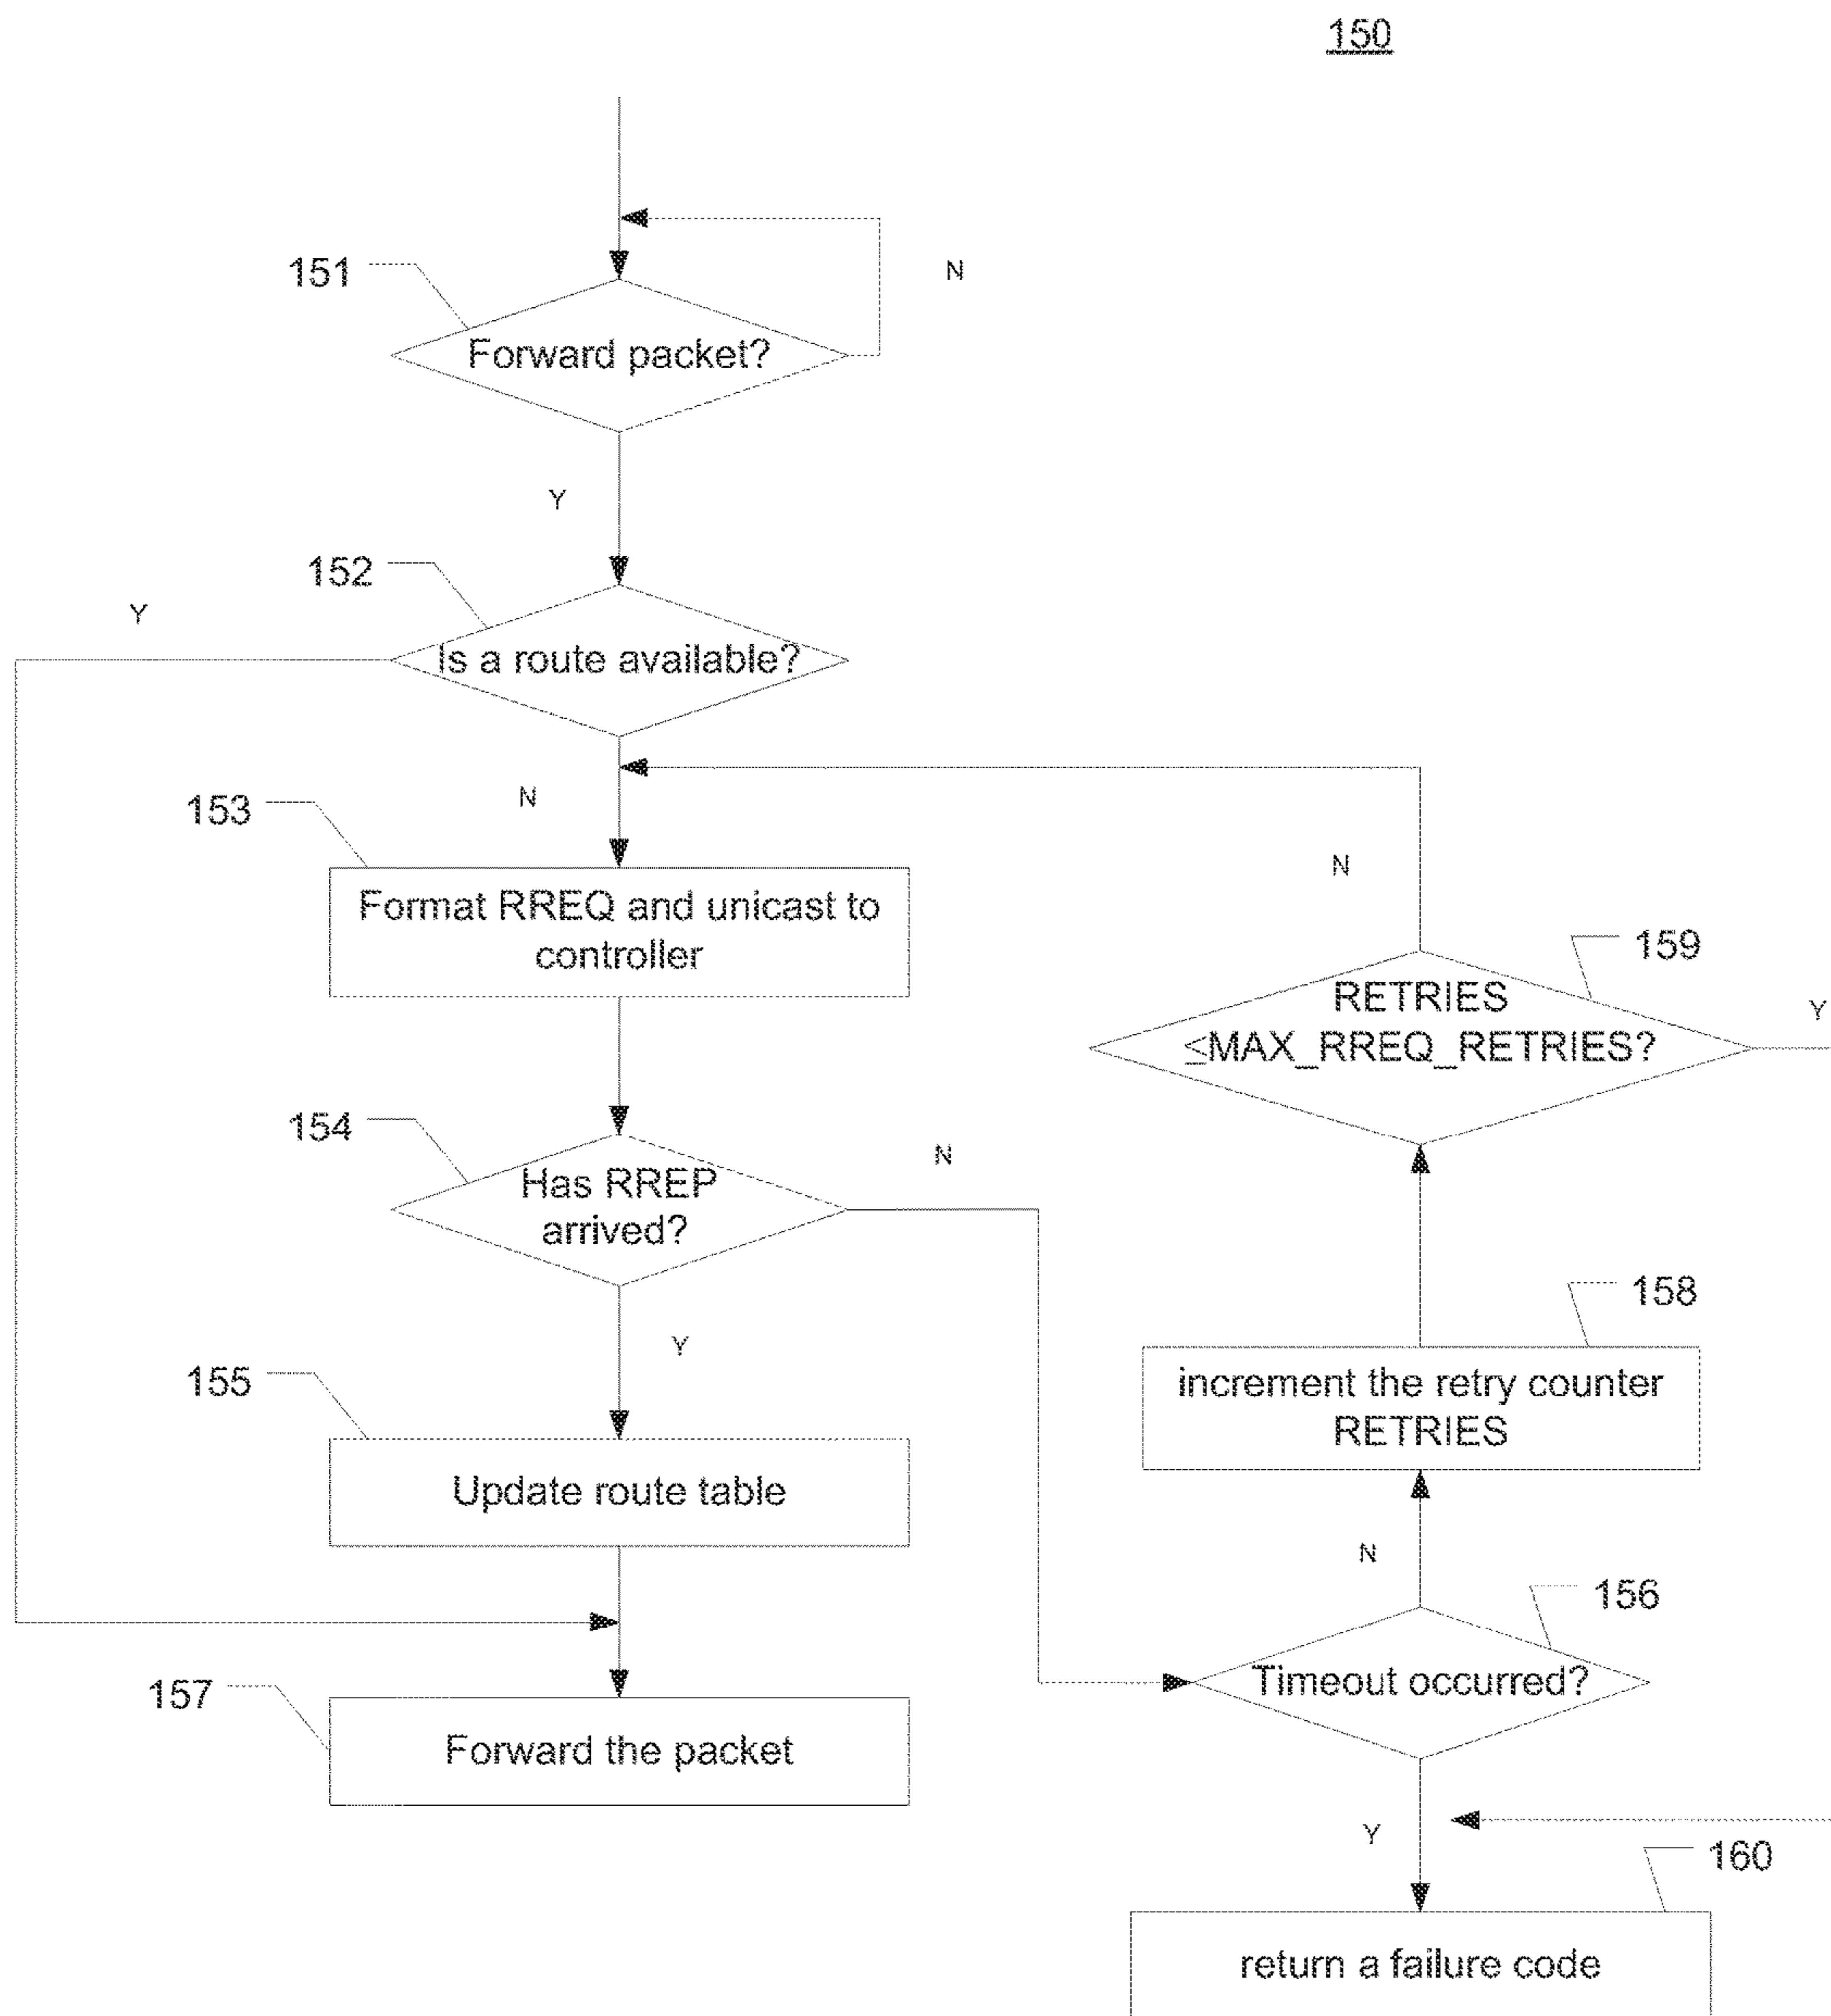 150
151
N
Forward packet?
Y
152
Y
Is a route available?
N
153
Format RREQ and unicast to
controller
N
159
RETRIES
≤MAX_RREQ_RETRIES?
Y
154
N
Has RREP
arrived?
Y
158
increment the retry counter
RETRIES
155
Update route table
N
156
Timeout occurred?
157
Forward the packet
Y
160
return a failure code